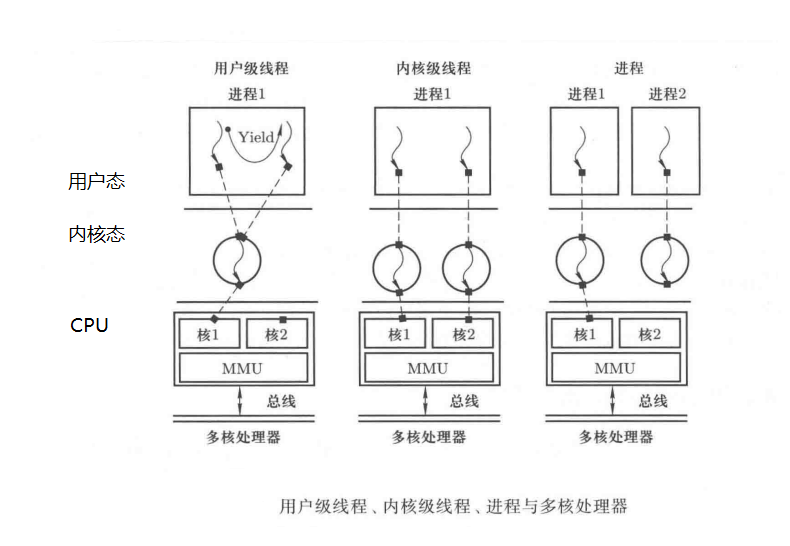 用户级线程 内核级线程 进程
进程1 进程1 进程1 进程2
Yield
用户态
内核态
CPU
核1 核2 核1 核2 核1 核2
MMU MMU MMU
总线 总线 总线
多核处理器 多核处理器 多核处理器
用户级线程、内核级线程、进程与多核处理器